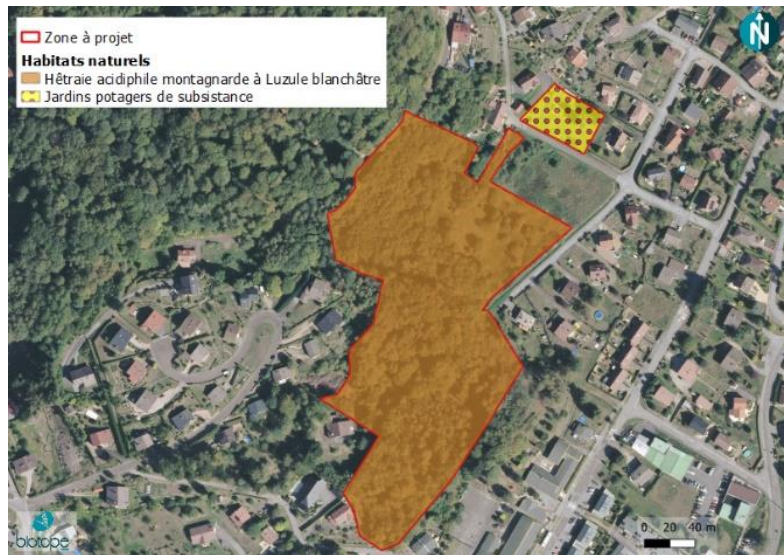 Zone à projet
Habitats naturels
Hêtraie acidiphile montagnarde à Luzule blanchâtre
Jardins potagers de subsistance
N
biotope
0 20 40 m